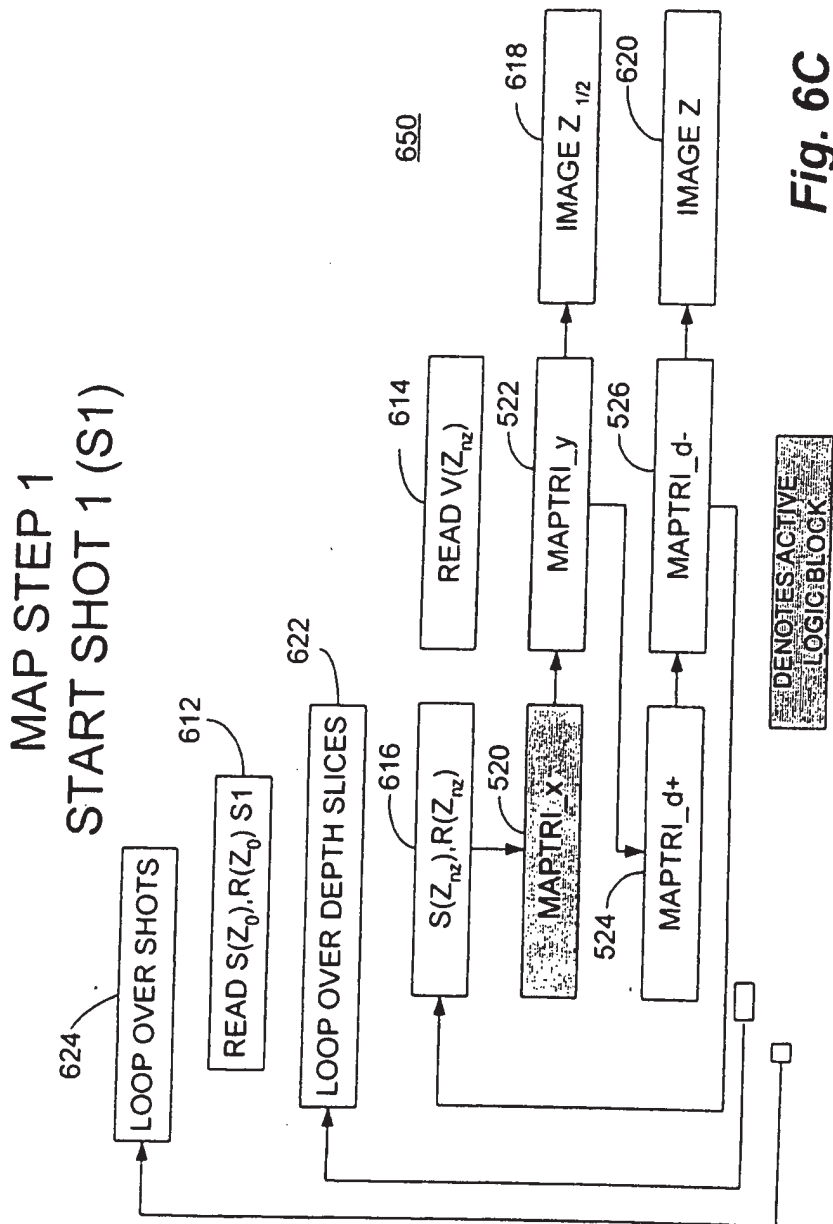 MAP STEP 1
START SHOT 1 (S1)
624
LOOP OVER SHOTS
612
READ S(Z0),R(Z0) S1
622
LOOP OVER DEPTH SLICES
616
S(Znz),R(Znz)
614
READ V(Znz)
650
520
MAPTRI_x
522
MAPTRI_y
618
IMAGE Z 1/2
524
MAPTRI_d+
526
MAPTRI_d-
620
IMAGE Z
DENOTES ACTIVE
LOGIC BLOCK
Fig. 6C